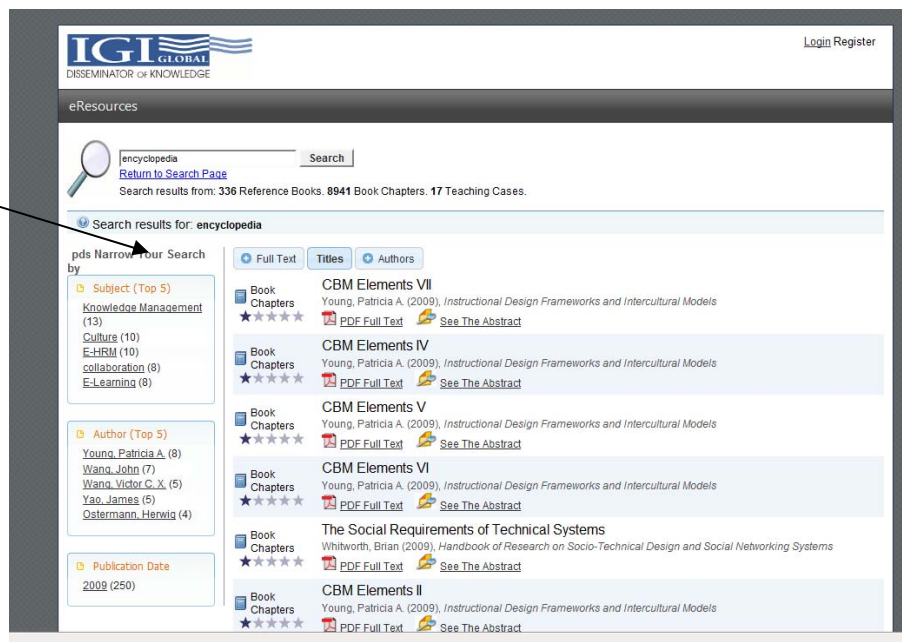 IGI GLOBAL
DISSEMINATOR OF KNOWLEDGE
Login Register
eResources
encyclopedia Search
Return to Search Page
Search results from: 336 Reference Books. 8941 Book Chapters. 17 Teaching Cases.
Search results for: encyclopedia
pds Narrow Your Search
by
Subject (Top 5)
Knowledge Management
(13)
Culture (10)
E-HRM (10)
collaboration (8)
E-Learning (8)
Author (Top 5)
Young, Patricia A. (8)
Wang, John (7)
Wang, Victor C. X. (5)
Yao, James (5)
Ostermann, Herwig (4)
Publication Date
2009 (250)
Full Text Titles Authors
Book
Chapters
CBM Elements VII
Young, Patricia A. (2009), Instructional Design Frameworks and Intercultural Models
PDF Full Text See The Abstract
Book
Chapters
CBM Elements IV
Young, Patricia A. (2009), Instructional Design Frameworks and Intercultural Models
PDF Full Text See The Abstract
Book
Chapters
CBM Elements V
Young, Patricia A. (2009), Instructional Design Frameworks and Intercultural Models
PDF Full Text See The Abstract
Book
Chapters
CBM Elements VI
Young, Patricia A. (2009), Instructional Design Frameworks and Intercultural Models
PDF Full Text See The Abstract
Book
Chapters
The Social Requirements of Technical Systems
Whitworth, Brian (2009), Handbook of Research on Socio-Technical Design and Social Networking Systems
PDF Full Text See The Abstract
Book
Chapters
CBM Elements II
Young, Patricia A. (2009), Instructional Design Frameworks and Intercultural Models
PDF Full Text See The Abstract